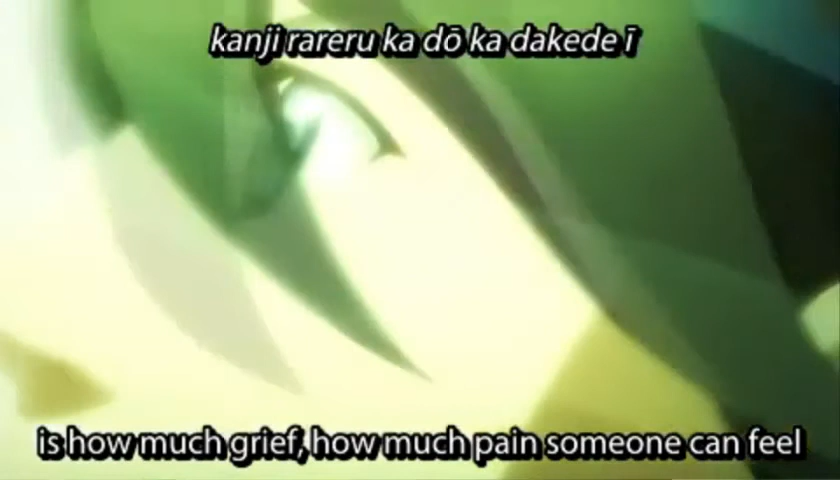 kanji rareru ka dō ka dakede ī
is how much grief, how much pain someone can feel